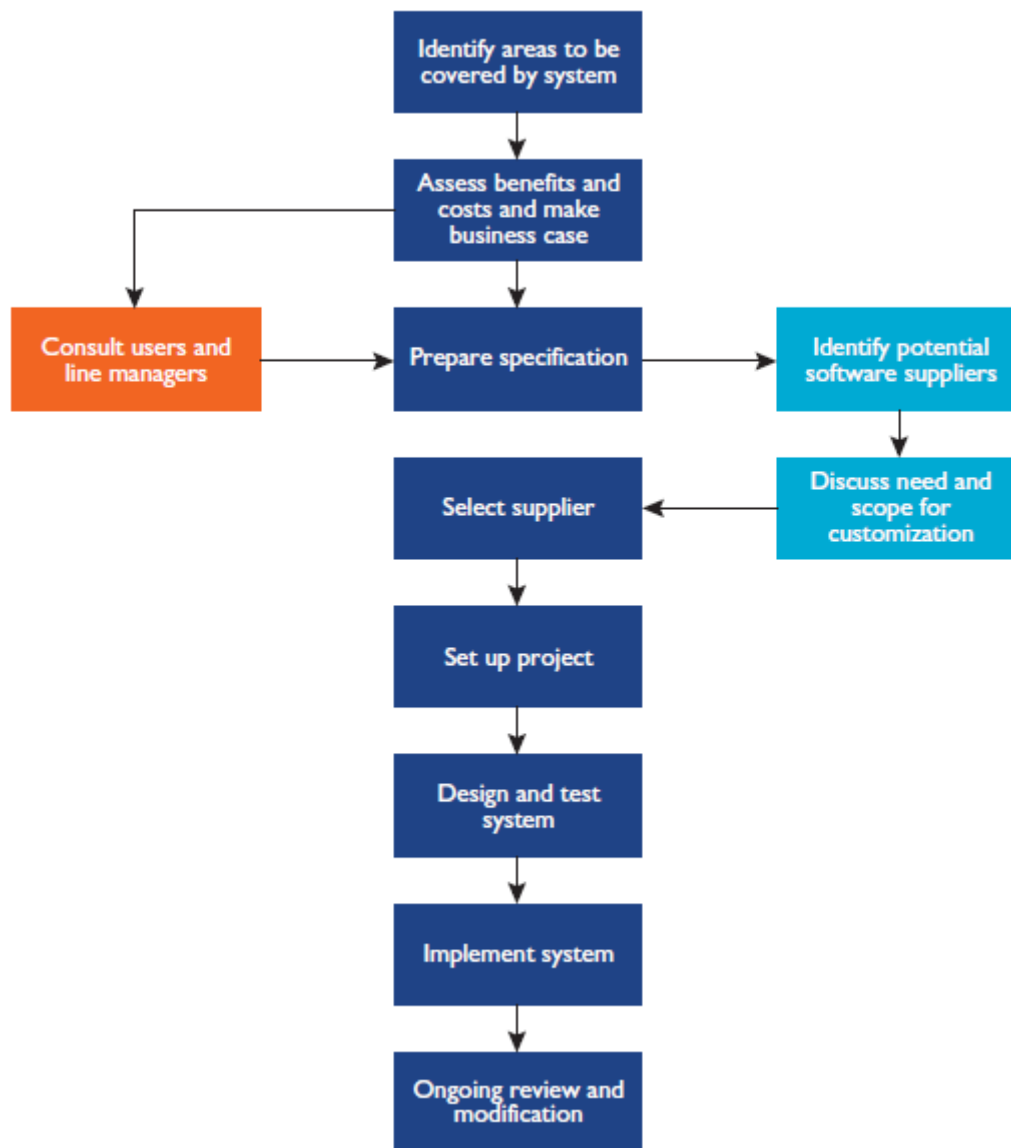 Identify areas to be
covered by system
Assess benefits and
costs and make
business case
Consult users and
line managers
Prepare specification
Identify potential
software suppliers
Select supplier
Discuss need and
scope for
customization
Set up project
Design and test
system
Implement system
Ongoing review and
modification